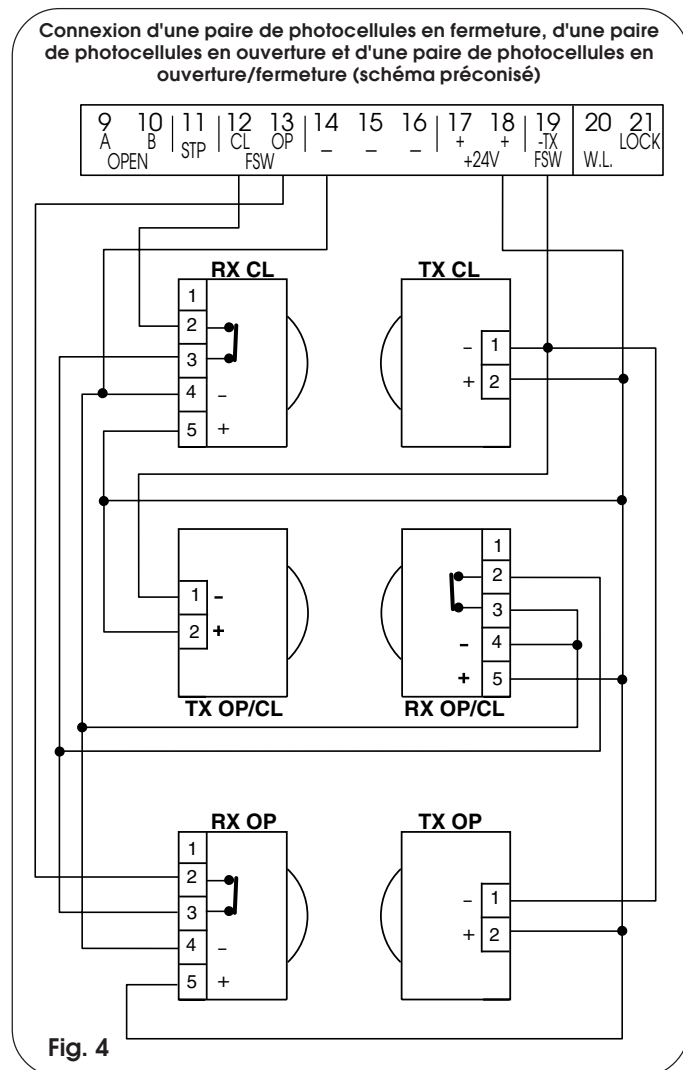 Connexion d'une paire de photocellules en fermeture, d'une paire
de photocellules en ouverture et d'une paire de photocellules en
ouverture/fermeture (schéma préconisé)
9 10 11 12 13 14 15 16 17 18 19 20 21
A B STP CL OP - - - + + -TX LOCK
OPEN FSW +24V FSW W.L.
RX CL TX CL
1
2
3
4 -
5 +
- 1
+ 2
1 -
2 +
1
2
3
- 4
+ 5
TX OP/CL RX OP/CL
RX OP TX OP
1
2
3
4 -
5 +
- 1
+ 2
Fig. 4